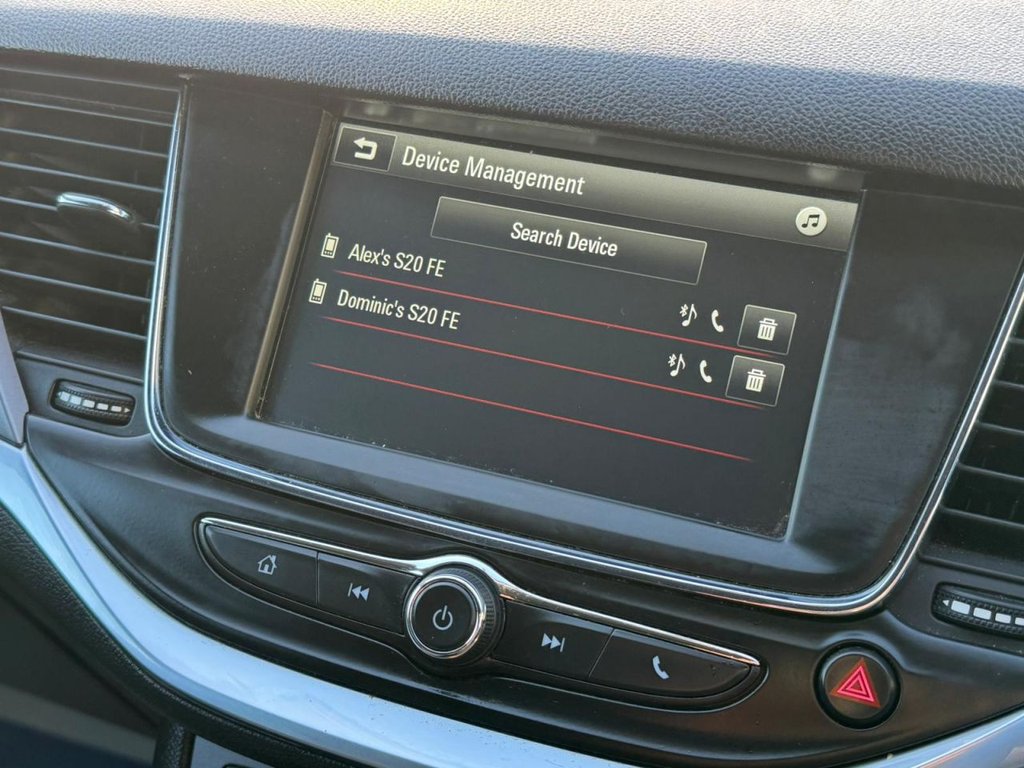 Device Management
Search Device
Alex's S20 FE
Dominic's S20 FE